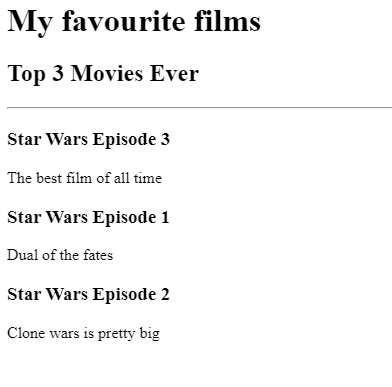 My favourite films
Top 3 Movies Ever
Star Wars Episode 3
The best film of all time
Star Wars Episode 1
Dual of the fates
Star Wars Episode 2
Clone wars is pretty big